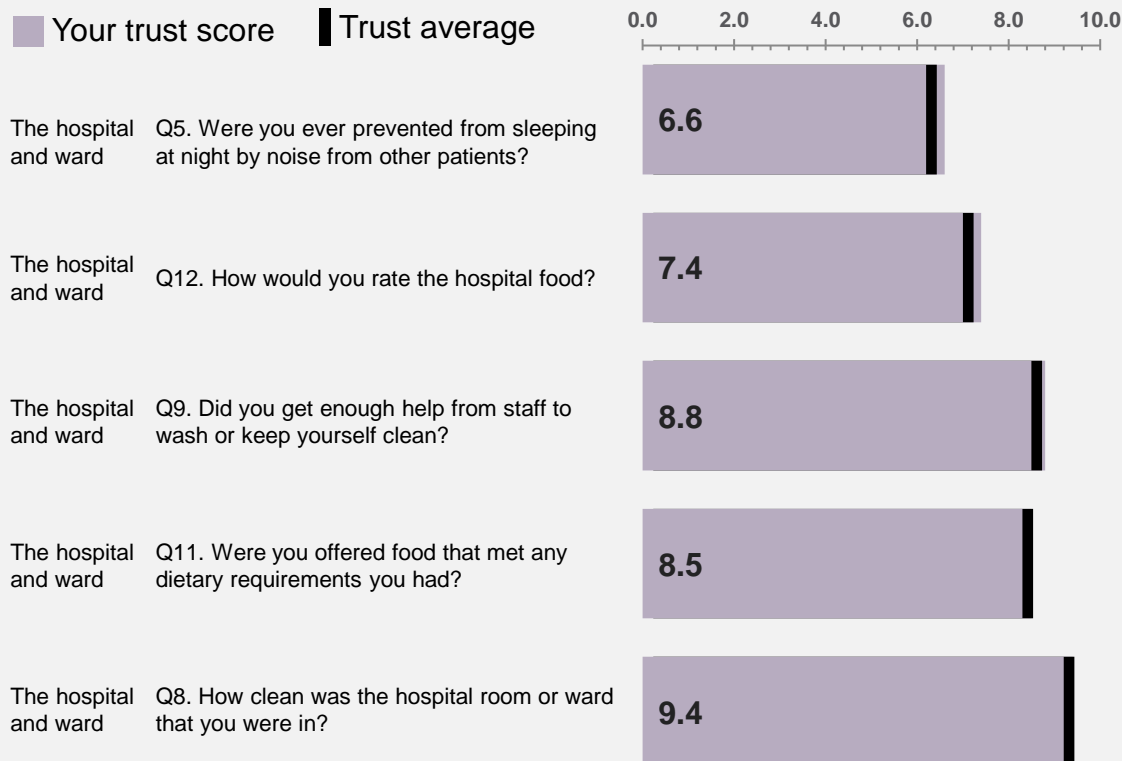 Your trust score
Trust average
0.0 2.0 4.0 6.0 8.0 10.0
The hospital
and ward
Q5. Were you ever prevented from sleeping
at night by noise from other patients?
6.6
The hospital
and ward
Q12. How would you rate the hospital food?
7.4
The hospital
and ward
Q9. Did you get enough help from staff to
wash or keep yourself clean?
8.8
The hospital
and ward
Q11. Were you offered food that met any
dietary requirements you had?
8.5
The hospital
and ward
Q8. How clean was the hospital room or ward
that you were in?
9.4